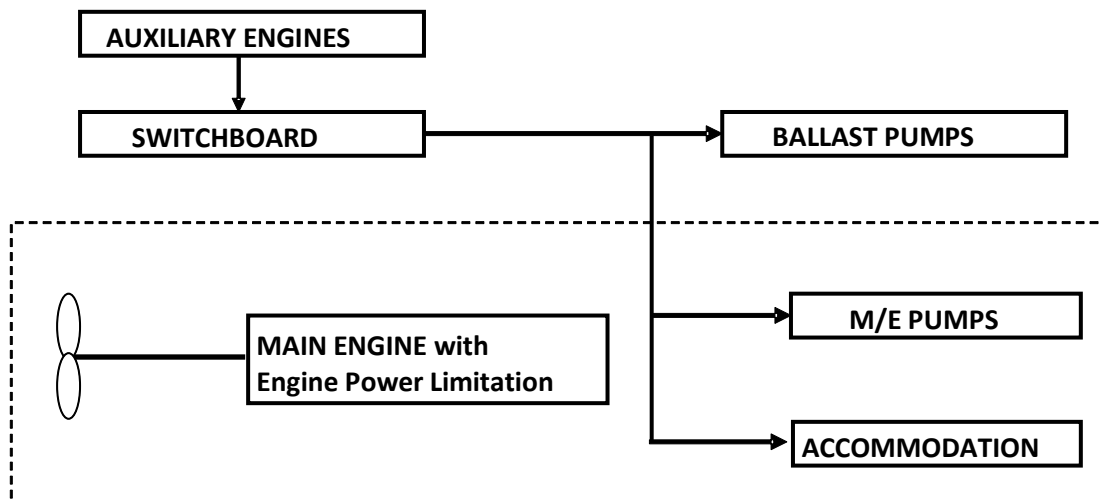 AUXILIARY ENGINES
SWITCHBOARD
BALLAST PUMPS
M/E PUMPS
MAIN ENGINE with
Engine Power Limitation
ACCOMMODATION